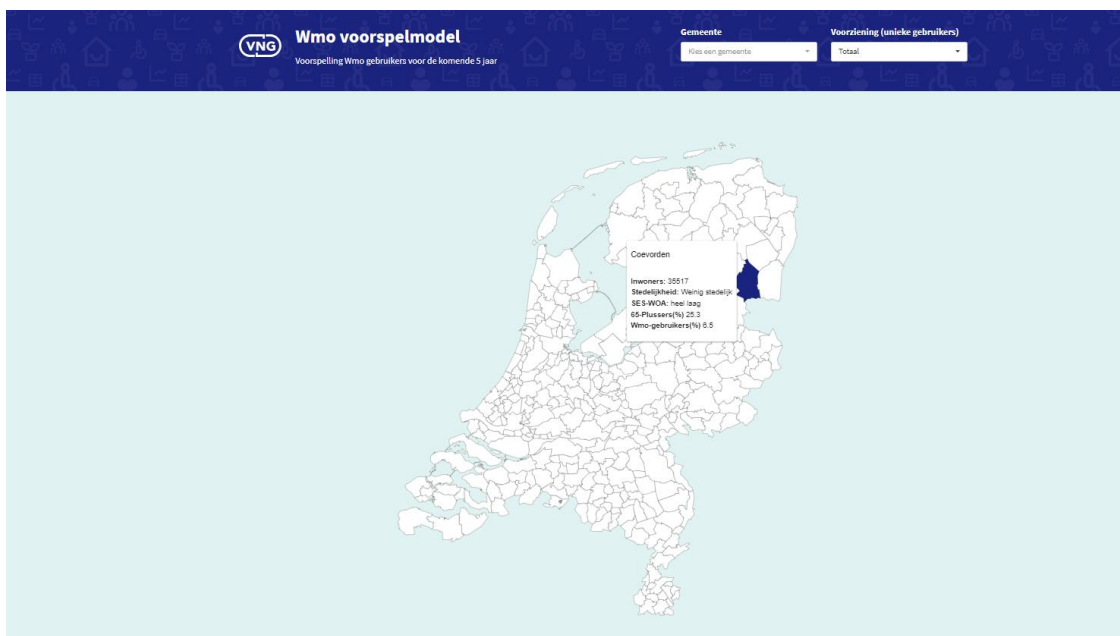 VNG
Wmo voorspelmodel
Voorspelling Wmo gebruikers voor de komende 5 jaar
Gemeente
Kies een gemeente
Voorziening (unieke gebruikers)
Totaal
Coevorden
Inwoners: 35517
Stedelijkheid: Weinig stedelijk
SES-WOA: heel laag
65-Plussers(%) 25.3
Wmo-gebruikers(%) 6.5